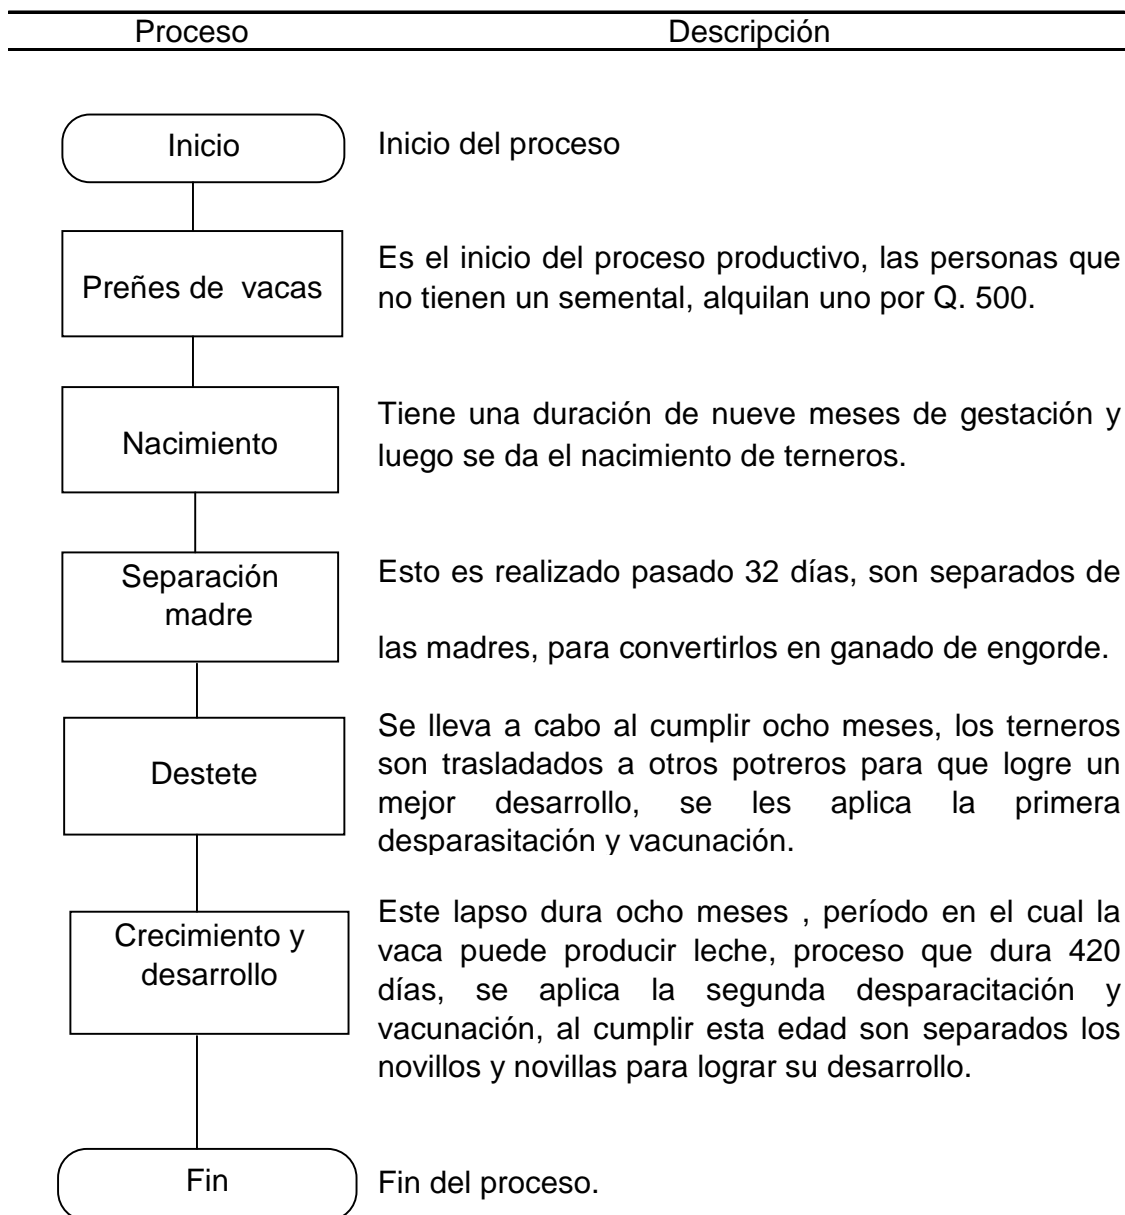 Proceso Descripción
Inicio Inicio del proceso
Preñes de vacas
Es el inicio del proceso productivo, las personas que
no tienen un semental, alquilan uno por Q. 500.
Nacimiento
Tiene una duración de nueve meses de gestación y
luego se da el nacimiento de terneros.
Separación
madre
Esto es realizado pasado 32 días, son separados de
las madres, para convertirlos en ganado de engorde.
Destete
Se lleva a cabo al cumplir ocho meses, los terneros
son trasladados a otros potreros para que logre un
mejor desarrollo, se les aplica la primera
desparasitación y vacunación.
Crecimiento y
desarrollo
Este lapso dura ocho meses , período en el cual la
vaca puede producir leche, proceso que dura 420
días, se aplica la segunda desparacitación y
vacunación, al cumplir esta edad son separados los
novillos y novillas para lograr su desarrollo.
Fin Fin del proceso.